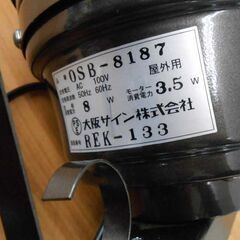 *OSB-8187
AC 100V 屋外用
50Hz 60Hz
8 W モーター消費電力 3.5 W
PSE 大阪サイン株式会社
REK-133